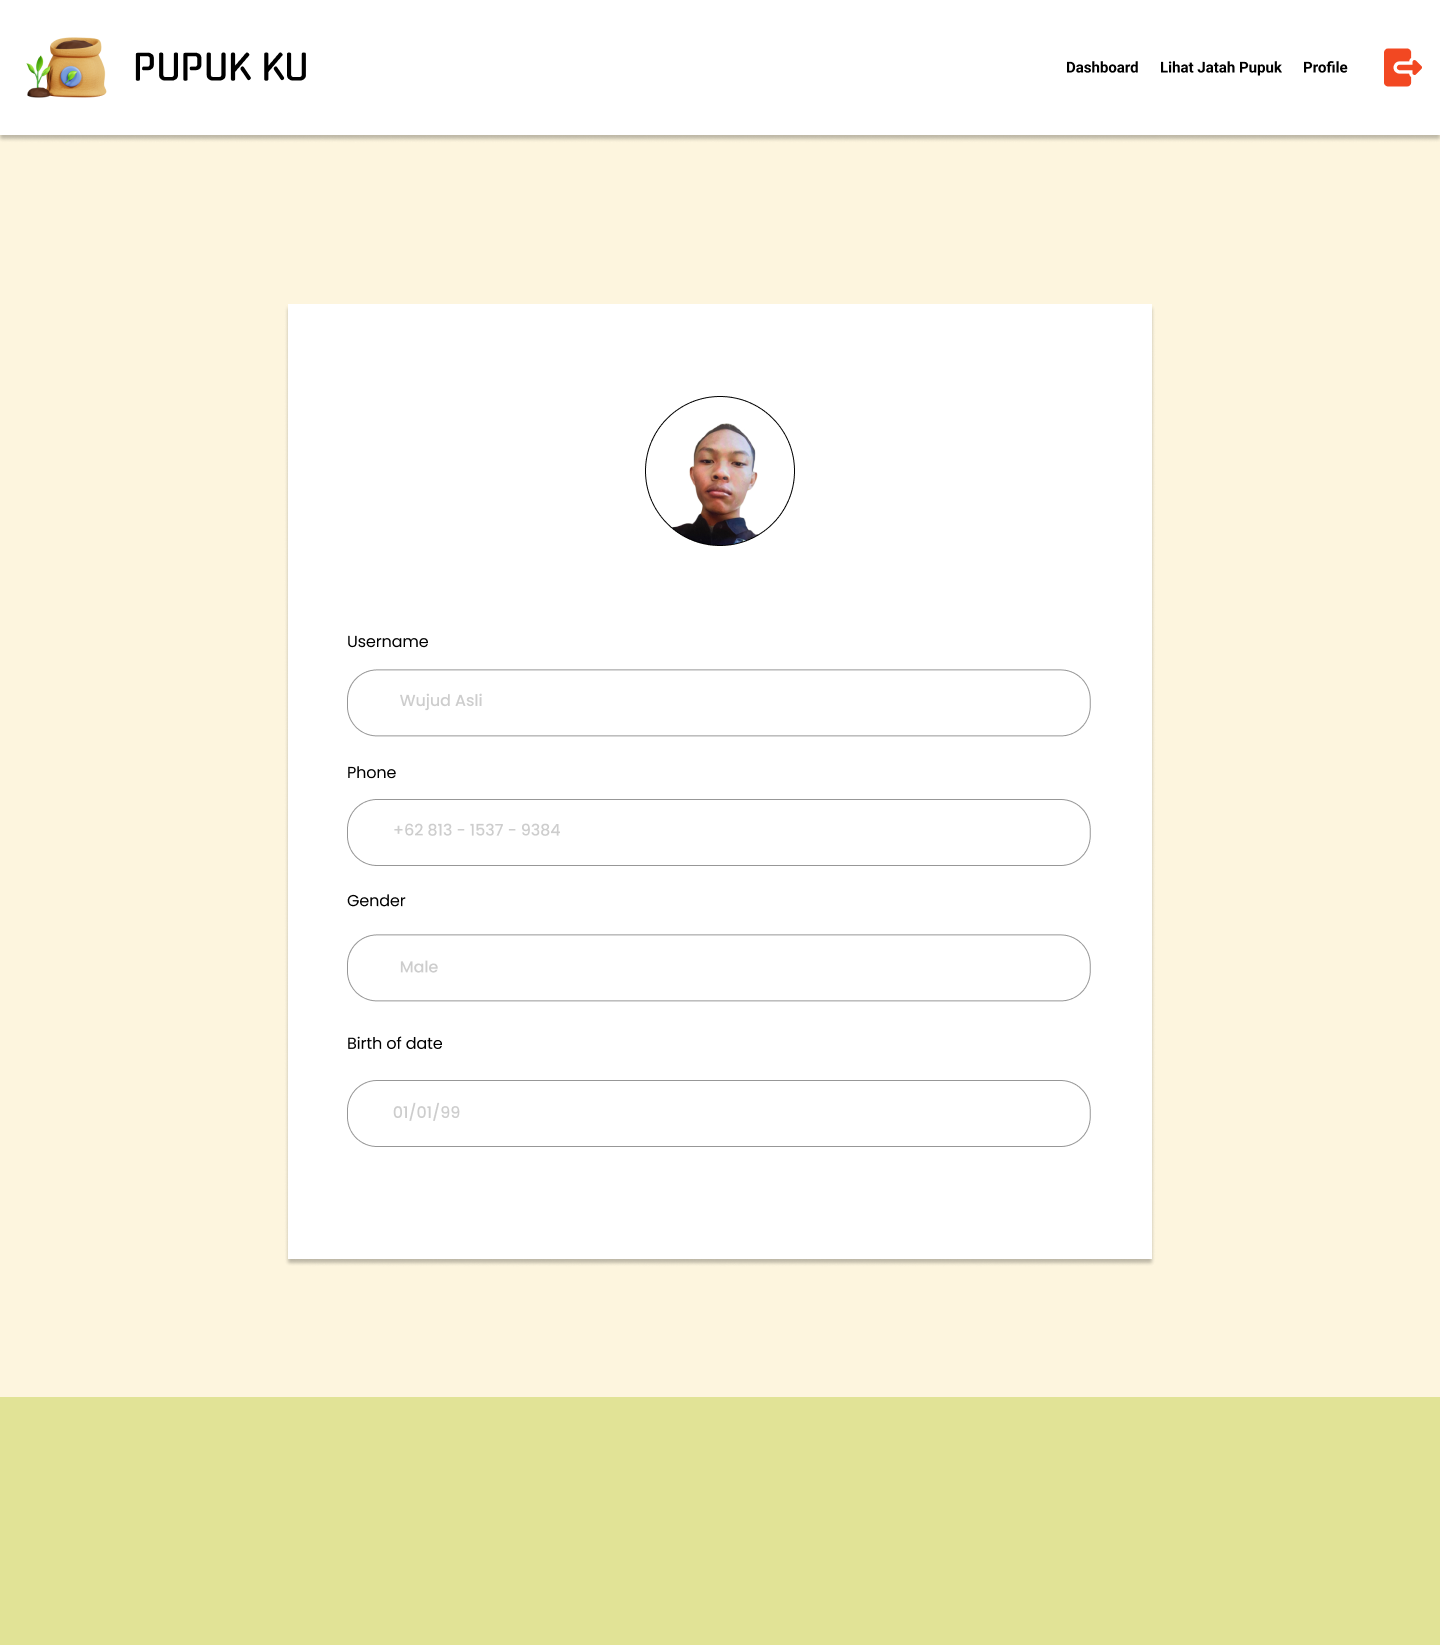 PUPUK KU
Dashboard Lihat Jatah Pupuk Profile
Username
Wujud Asli
Phone
+62 813 - 1537 - 9384
Gender
Male
Birth of date
01/01/99